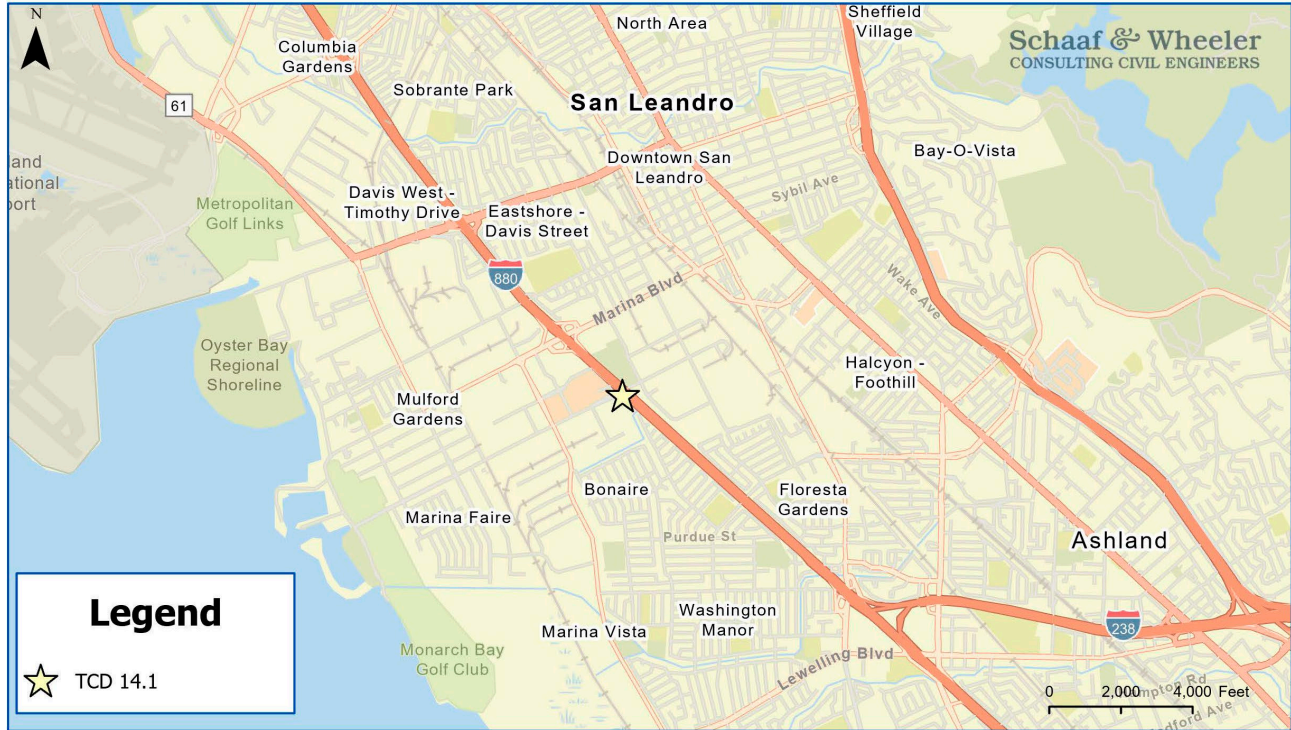 N
Columbia
Gardens
North Area
Sheffield
Village
Schaaf & Wheeler
CONSULTING CIVIL ENGINEERS
61
Sobrante Park
San Leandro
Downtown San
Leandro
Bay-O-Vista
Sybil Ave
Metropolitan
Golf Links
Davis West -
Timothy Drive
Eastshore -
Davis Street
880
Marina Blvd
Wake Ave
Oyster Bay
Regional
Shoreline
Mulford
Gardens
Halcyon -
Foothill
Bonaire
Floresta
Gardens
Marina Faire
Purdue St
Ashland
Legend
TCD 14.1
Washington
Manor
Marina Vista
238
Monarch Bay
Golf Club
Lewelling Blvd
0 2,000 4,000 Feet